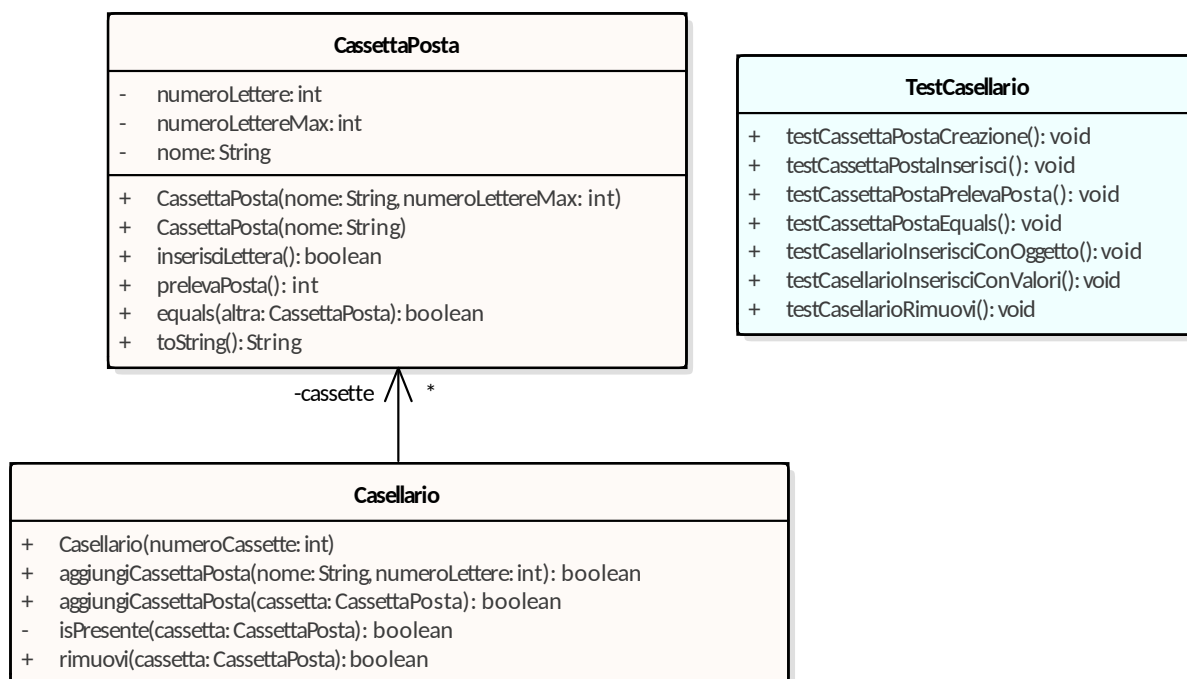 CassettaPosta
- numeroLettere: int
- numeroLettereMax: int
- nome: String
+ CassettaPosta(nome: String, numeroLettereMax: int)
+ CassettaPosta(nome: String)
+ inserisciLettera(): boolean
+ prelevaPosta(): int
+ equals(altra: CassettaPosta): boolean
+ toString(): String
TestCasellario
+ testCassettaPostaCreazione(): void
+ testCassettaPostaInserisci(): void
+ testCassettaPostaPrelevaPosta(): void
+ testCassettaPostaEquals(): void
+ testCasellarioInserisciConOggetto(): void
+ testCasellarioInserisciConValori(): void
+ testCasellarioRimuovi(): void
-cassette *
Casellario
+ Casellario(numeroCassette: int)
+ aggiungiCassettaPosta(nome: String, numeroLettere: int): boolean
+ aggiungiCassettaPosta(cassetta: CassettaPosta): boolean
- isPresente(cassetta: CassettaPosta): boolean
+ rimuovi(cassetta: CassettaPosta): boolean